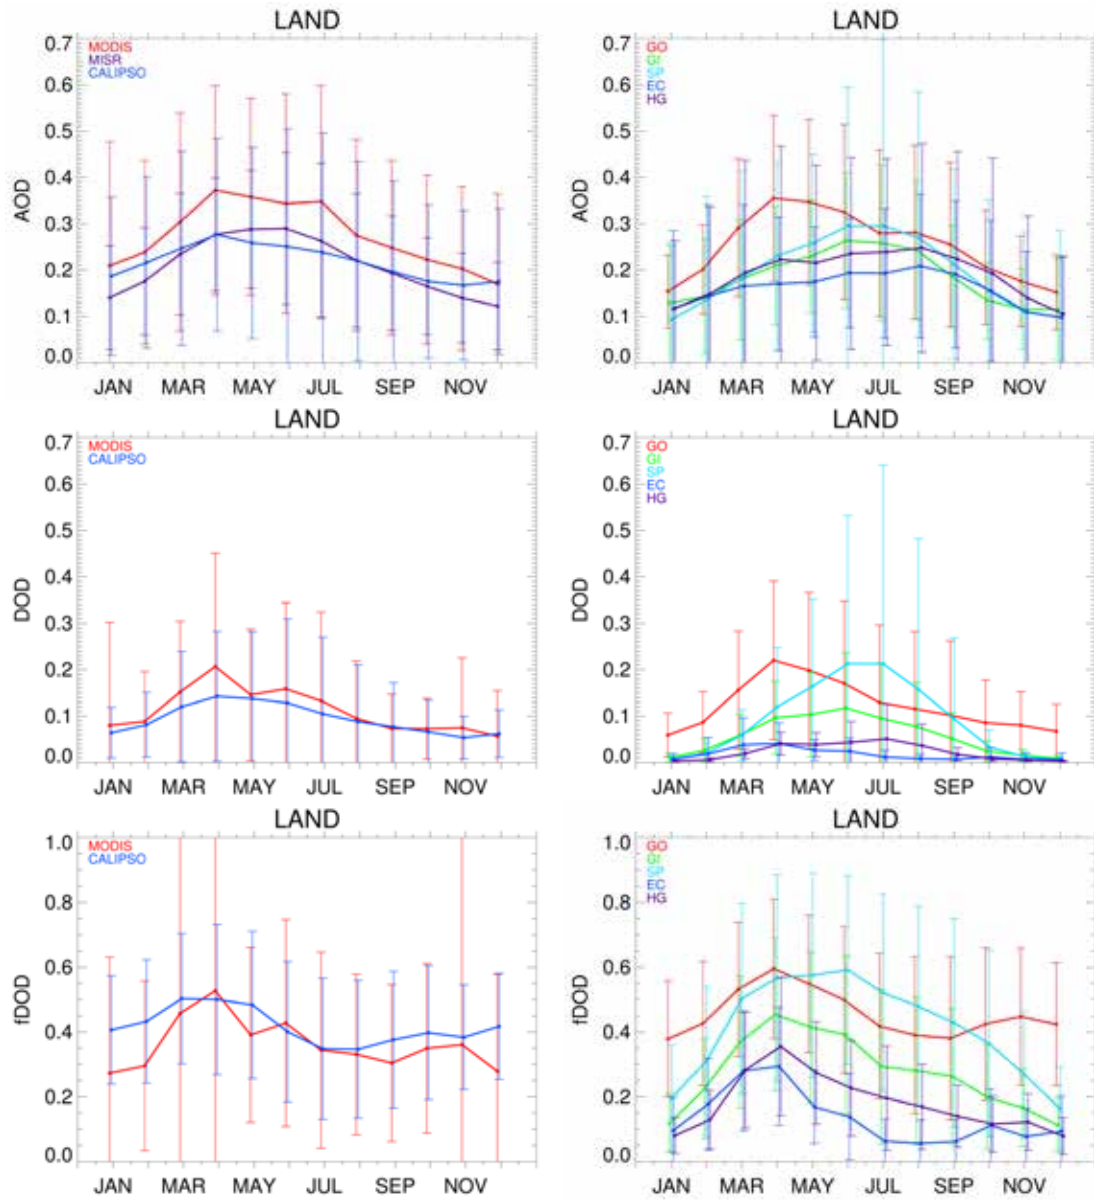 LAND
MODIS
MISR
CALIPSO
AOD
0.7
0.6
0.5
0.4
0.3
0.2
0.1
0.0
JAN MAR MAY JUL SEP NOV
LAND
GO
GI
SP
EC
HG
AOD
0.7
0.6
0.5
0.4
0.3
0.2
0.1
0.0
JAN MAR MAY JUL SEP NOV
LAND
MODIS
CALIPSO
DOD
0.7
0.6
0.5
0.4
0.3
0.2
0.1
0.0
JAN MAR MAY JUL SEP NOV
LAND
GO
GI
SP
EC
HG
DOD
0.7
0.6
0.5
0.4
0.3
0.2
0.1
0.0
JAN MAR MAY JUL SEP NOV
LAND
MODIS
CALIPSO
fDOD
1.0
0.8
0.6
0.4
0.2
0.0
JAN MAR MAY JUL SEP NOV
LAND
GO
GI
SP
EC
HG
fDOD
1.0
0.8
0.6
0.4
0.2
0.0
JAN MAR MAY JUL SEP NOV